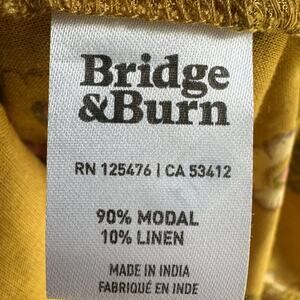 Bridge
&Burn
RN 125476 | CA 53412
90% MODAL
10% LINEN
MADE IN INDIA
FABRIQUÉ EN INDE